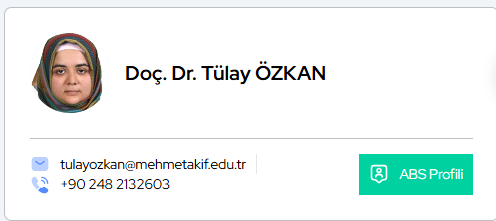 Doç. Dr. Tülay ÖZKAN
tulayozkan@mehmetakif.edu.tr
+90 248 2132603
ABS Profili